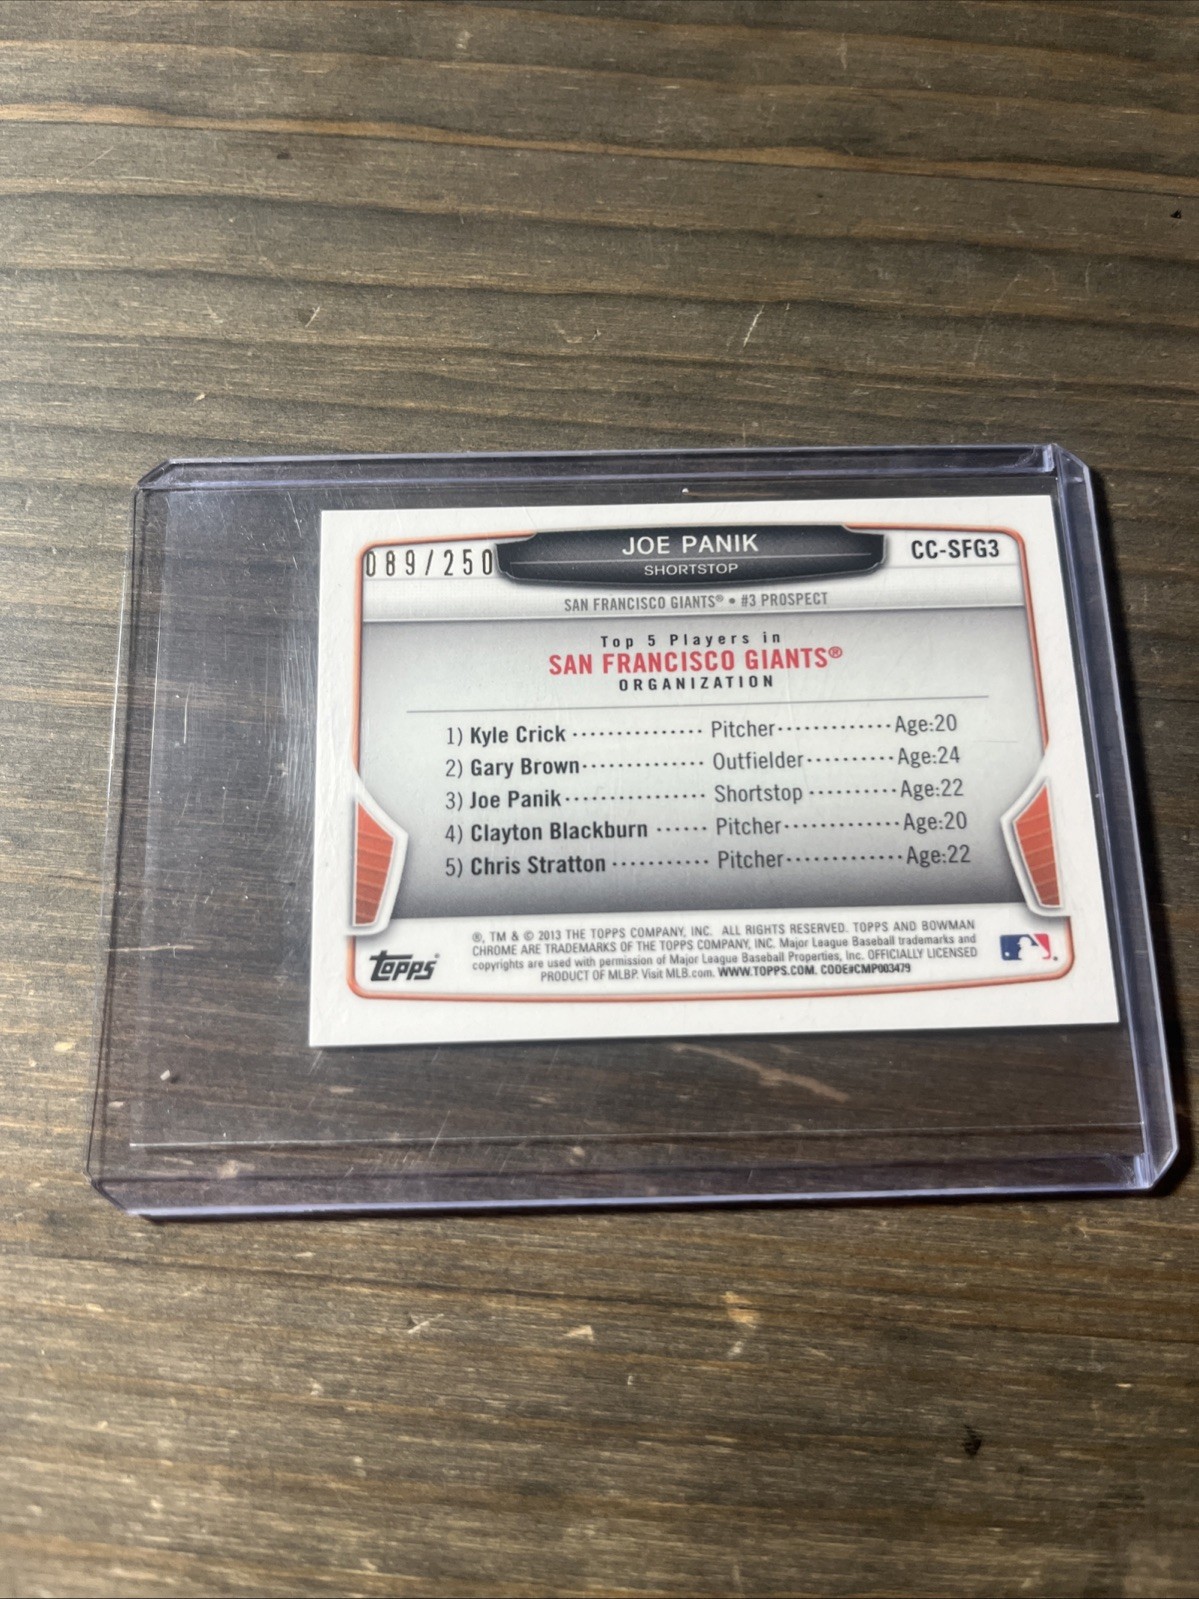 089/250
JOE PANIK
SHORTSTOP
CC-SFG3
SAN FRANCISCO GIANTS® • #3 PROSPECT
Top 5 Players in
SAN FRANCISCO GIANTS®
ORGANIZATION
1) Kyle Crick ·············· Pitcher············ Age:20
2) Gary Brown············· Outfielder·········· Age:24
3) Joe Panik··············· Shortstop ·········· Age:22
4) Clayton Blackburn ······ Pitcher············· Age:20
5) Chris Stratton ··········· Pitcher············· Age:22
®, TM & © 2013 THE TOPPS COMPANY, INC. ALL RIGHTS RESERVED. TOPPS AND BOWMAN
CHROME ARE TRADEMARKS OF THE TOPPS COMPANY, INC. Major League Baseball trademarks and
copyrights are used with permission of Major League Baseball Properties, Inc. OFFICIALLY LICENSED
PRODUCT OF MLBP. Visit MLB.com. WWW.TOPPS.COM. CODE#CMP003479
TOPPS®